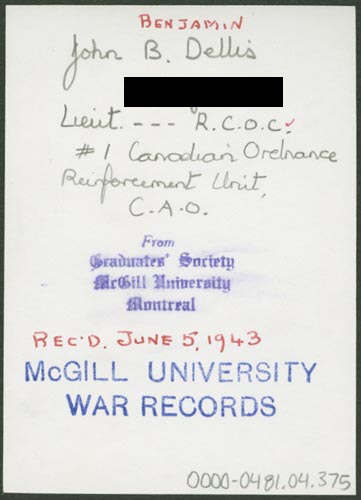 BENJAMIN
John B. Dellis
Lieut. --- R.C.O.C.
#1 Canadian Ordnance
Reinforcement Unit,
C.A.O.
From
Graduates' Society
McGill University
Montreal
REC'D. JUNE 5, 1943
McGILL UNIVERSITY
WAR RECORDS
0000-0481.04.375